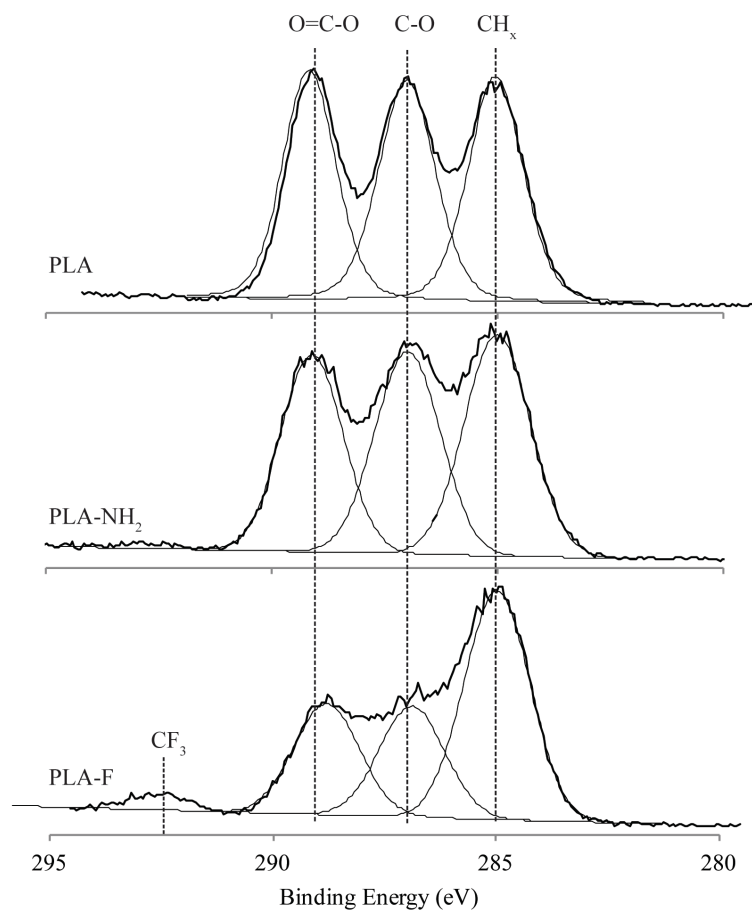 O=C-O C-O CHₓ
PLA
PLA-NH₂
CF₃
PLA-F
295 290 285 280
Binding Energy (eV)